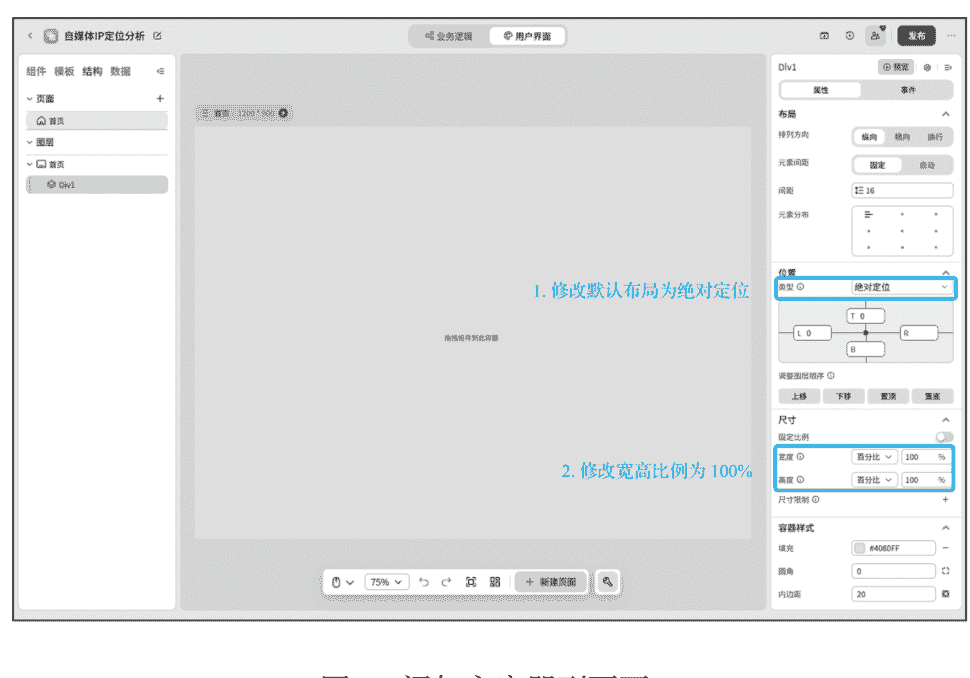 自媒体IP定位分析
业务逻辑 用户界面
发布
组件 模板 结构 数据
页面
首页
图层
首页
Div1
首页 1200*900
拖拽组件到此容器
1. 修改默认布局为绝对定位
2. 修改宽高比例为 100%
75%
新建页面
Div1 预览
属性 事件
布局
排列方向 纵向 横向 换行
元素间距 固定 自动
间距 16
元素分布
位置
类型 绝对定位
T 0
L 0 R
B
调整图层顺序
上移 下移 置顶 置底
尺寸
固定比例
宽度 百分比 100 %
高度 百分比 100 %
尺寸限制
容器样式
填充 #4080FF
圆角 0
内边距 20